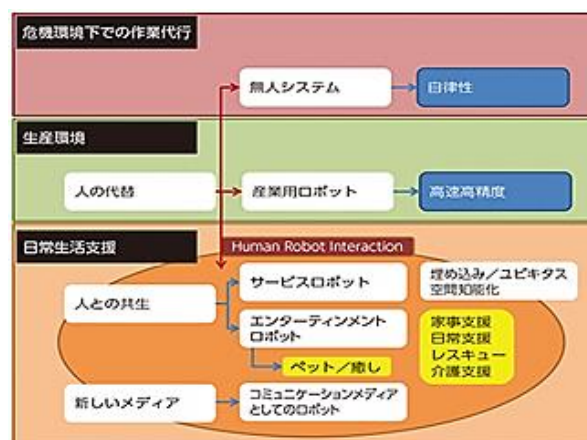 危機環境下での作業代行
無人システム
自律性
生産環境
人の代替
産業用ロボット
高速高精度
日常生活支援
Human Robot Interaction
人との共生
サービスロボット
埋め込み/ユビキタス
空間知能化
エンターティンメント
ロボット
ペット/癒し
家事支援
日常支援
レスキュー
介護支援
新しいメディア
コミュニケーションメディア
としてのロボット